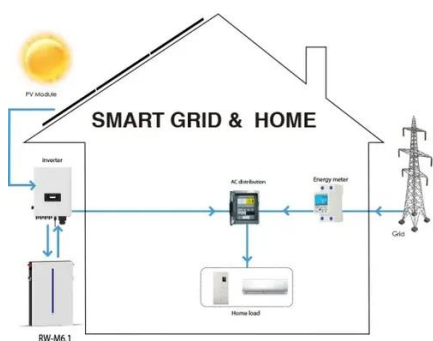 PV Module
SMART GRID & HOME
inverter
AC distribution
Energy meter
Grid
Home load
RW-M6.1